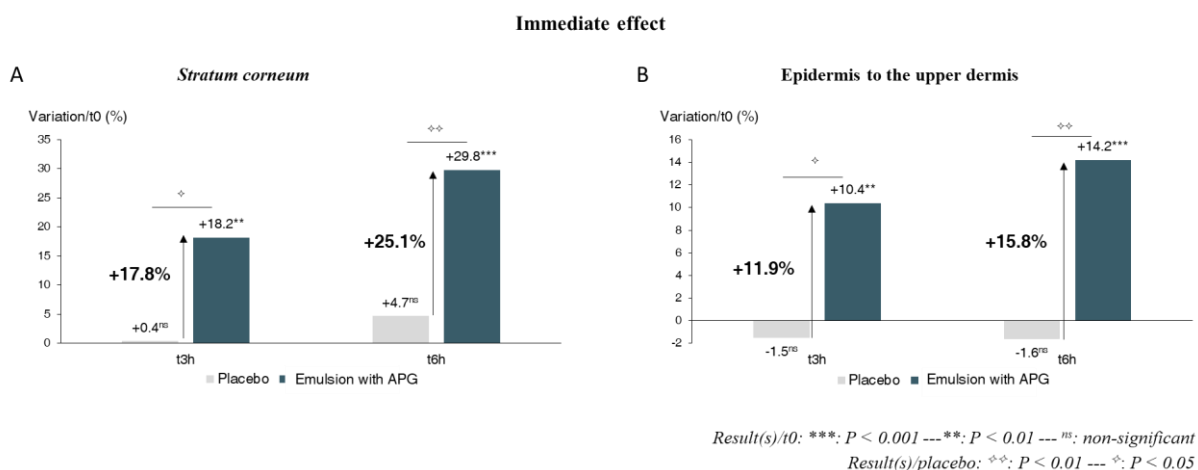 Immediate effect
A
Stratum corneum
Variation/t0 (%)
35
30
25
20
15
10
5
0
✧
+18.2**
+17.8%
+0.4ns
✧✧
+29.8***
+25.1%
+4.7ns
t3h
t6h
Placebo
Emulsion with APG
B
Epidermis to the upper dermis
Variation/t0 (%)
16
14
12
10
8
6
4
2
0
-2
✧
+10.4**
+11.9%
-1.5ns
✧✧
+14.2***
+15.8%
-1.6ns
t3h
t6h
Placebo
Emulsion with APG
Result(s)/t0: ***: P < 0.001 ---**: P < 0.01 --- ns: non-significant
Result(s)/placebo: ✧✧: P < 0.01 --- ✧: P < 0.05